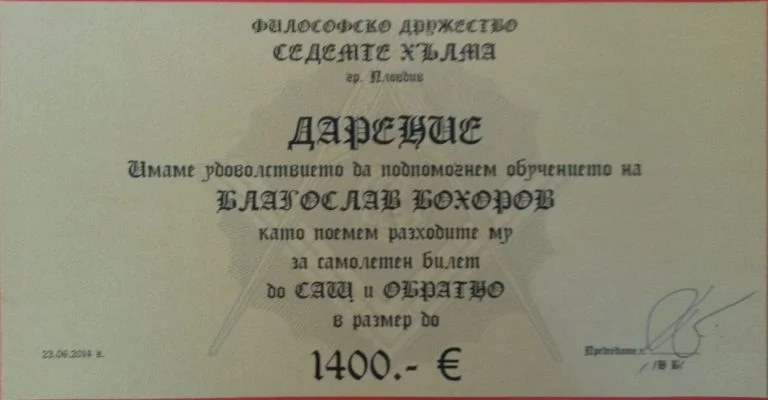 ФИЛОСОФСКО ДРУЖЕСТВО
СЕДЕМТЕ ХЪЛМА
гр. Пловдив
ДАРЕНИЕ
Имаме удоволствието да подпомогнем обучението на
БЛАГОСЛАВ БОХОРОВ
като поемем разходите му
за самолетен билет
до САЩ и ОБРАТНО
в размер до
1400.- €
23.06.2014 г.
Председател:
/В Б/